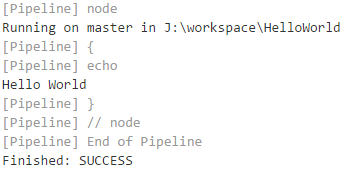 [Pipeline] node
Running on master in J:\workspace\HelloWorld
[Pipeline] {
[Pipeline] echo
Hello World
[Pipeline] }
[Pipeline] // node
[Pipeline] End of Pipeline
Finished: SUCCESS